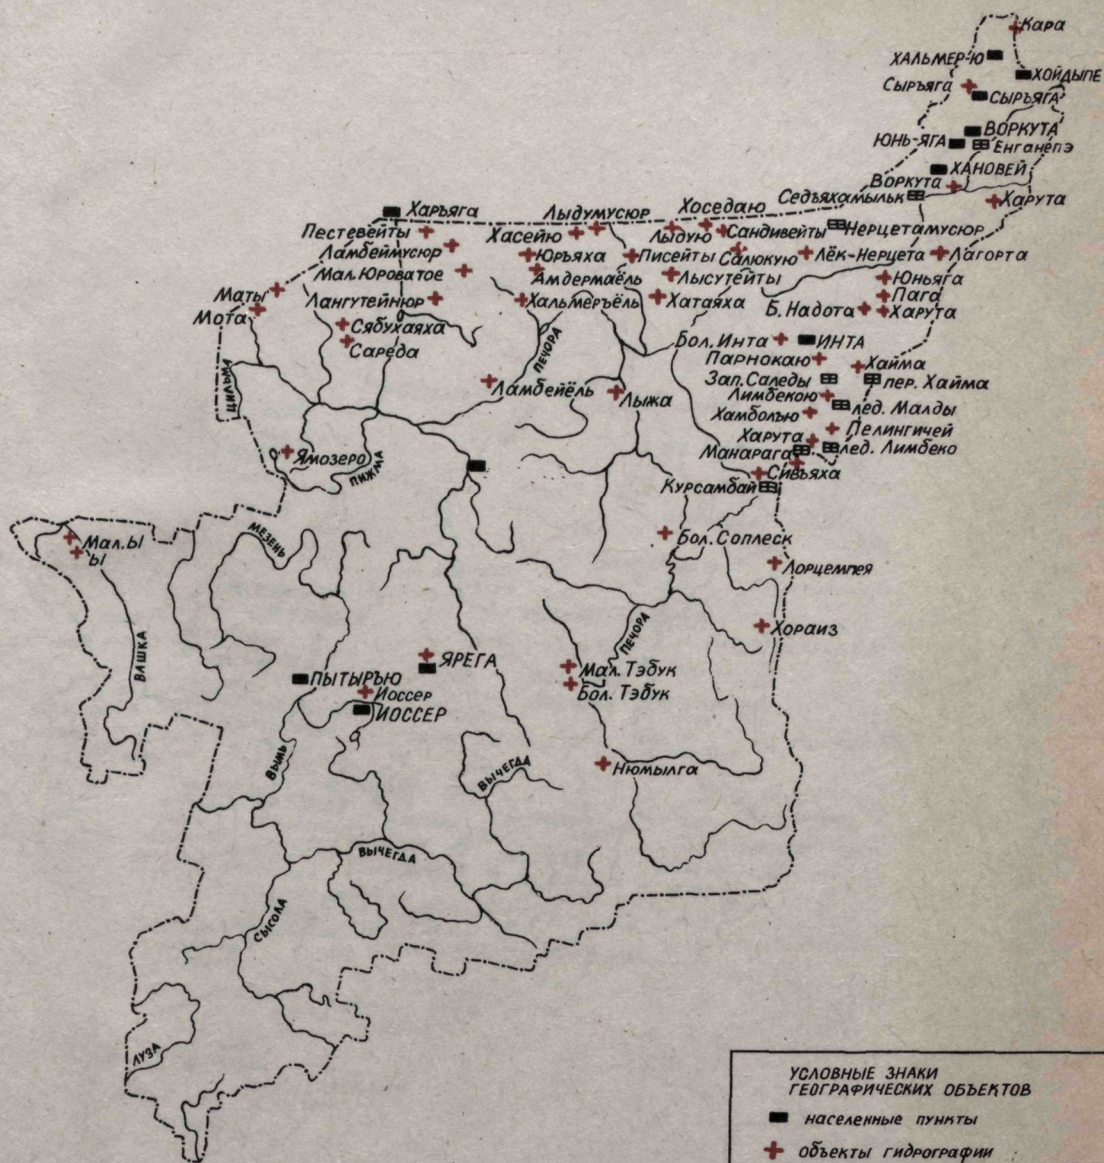 Кара
ХАЛЬМЕР-Ю
ХОЙДЫПЕ
Сыръяга
СЫРЪЯГА
ВОРКУТА
ЮНЬ-ЯГА
Енганепэ
ХАНОВЕЙ
Воркута
Седъяхамыльк
Харута
Харъяга
Лыдумусюр
Хоседаю
Пестевейты
Хасейю
Лыдую
Сандивейты
Нерцетамусюр
Ламбеймусюр
Юръяха
Писейты
Салюкую
Лёк-Нерцета
Лагорта
Мал. Юроватое
Амдермаёль
Лысутейты
Юньяга
Маты
Лангутейнюр
Хальмеръёль
Хатаяха
Пага
Мота
Б. Надота
Харута
Сябухаяха
Сареда
ПЕЧОРА
Бол. Инта
ИНТА
Парнокаю
Хайма
ЦИЛЬМА
Ламбейёль
Лыжа
Зап. Саледы
пер. Хайма
Лимбекою
лед. Малды
Хамболъю
Пелингичей
Харута
лед. Лимбеко
Манарага
Ямозеро
ПИЖМА
Сивъяха
Курсамбай
МЕЗЕНЬ
Мал. Ы
Ы
Бол. Соплеск
Лорцемпея
ПЕЧОРА
Хораиз
ВАШКА
ЯРЕГА
Мал. Тэбук
ПЫТЫРЪЮ
Иоссер
Бол. Тэбук
ИОССЕР
ВЫМЬ
ВЫЧЕГДА
Нюмылга
ВЫЧЕГДА
СЫСОЛА
ЛУЗА
УСЛОВНЫЕ ЗНАКИ
ГЕОГРАФИЧЕСКИХ ОБЪЕКТОВ
населенные пункты
объекты гидрографии